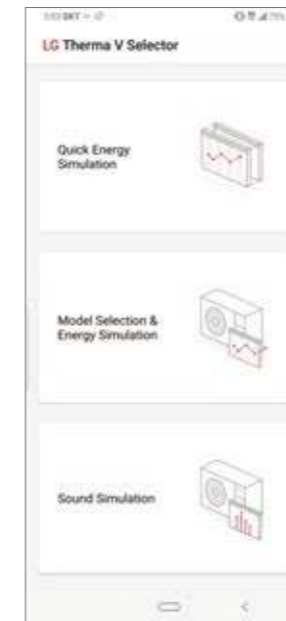 LG Therma V Selector
Quick Energy
Simulation
Model Selection &
Energy Simulation
Sound Simulation